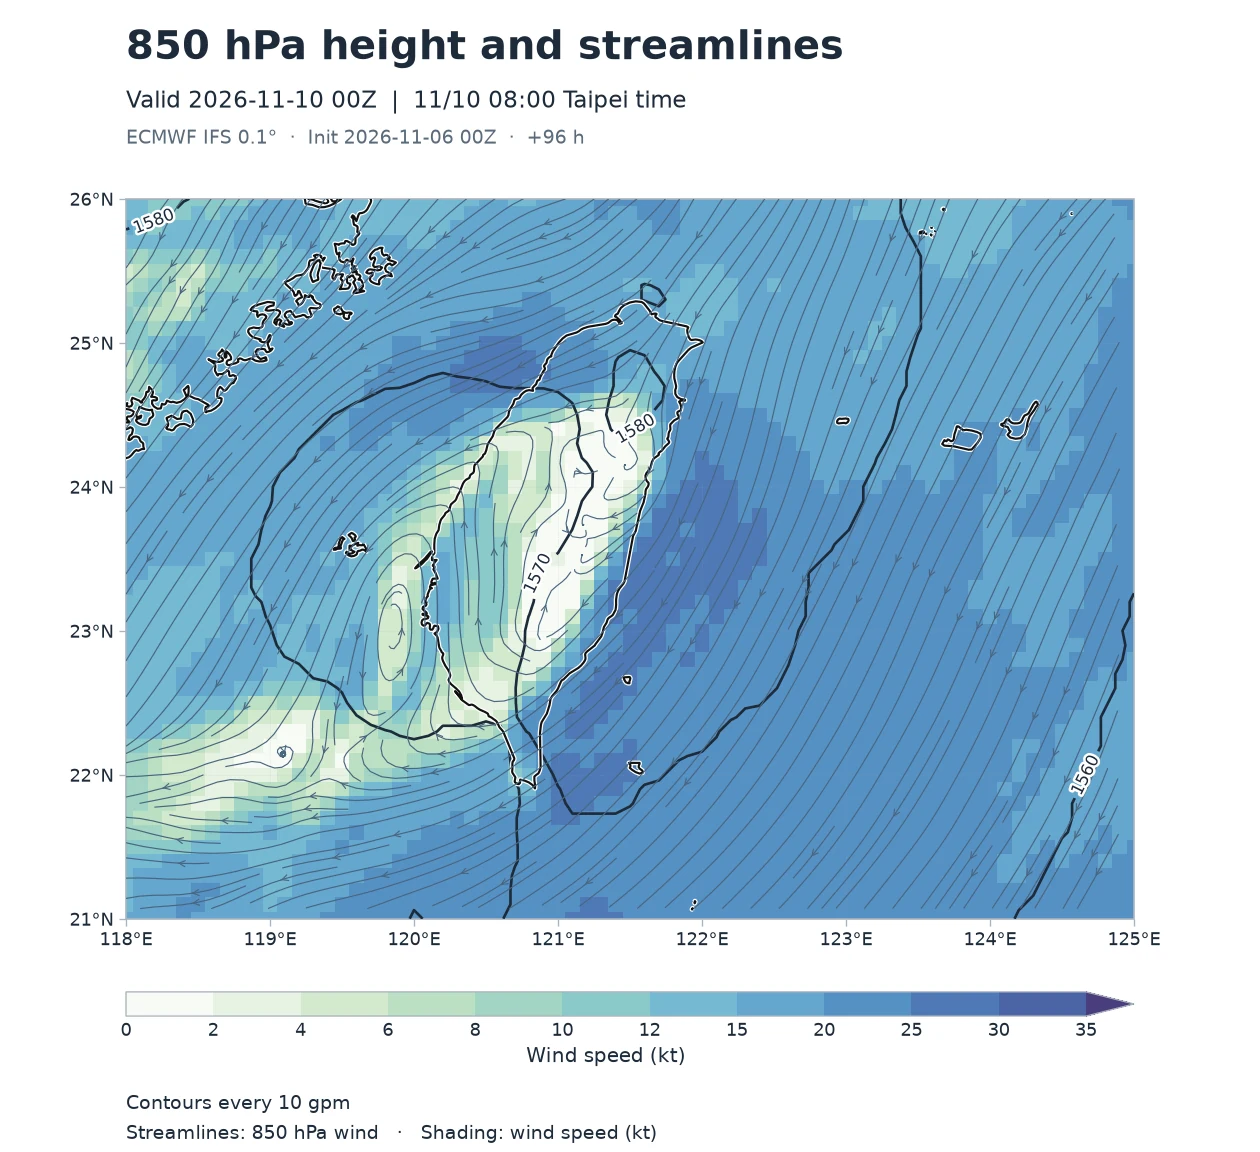 850 hPa height and streamlines
Valid 2026-11-10 00Z | 11/10 08:00 Taipei time
ECMWF IFS 0.1° · Init 2026-11-06 00Z · +96 h
26°N
1580
25°N
1580
24°N
1570
23°N
22°N
1560
21°N
118°E 119°E 120°E 121°E 122°E 123°E 124°E 125°E
0 2 4 6 8 10 12 15 20 25 30 35
Wind speed (kt)
Contours every 10 gpm
Streamlines: 850 hPa wind · Shading: wind speed (kt)